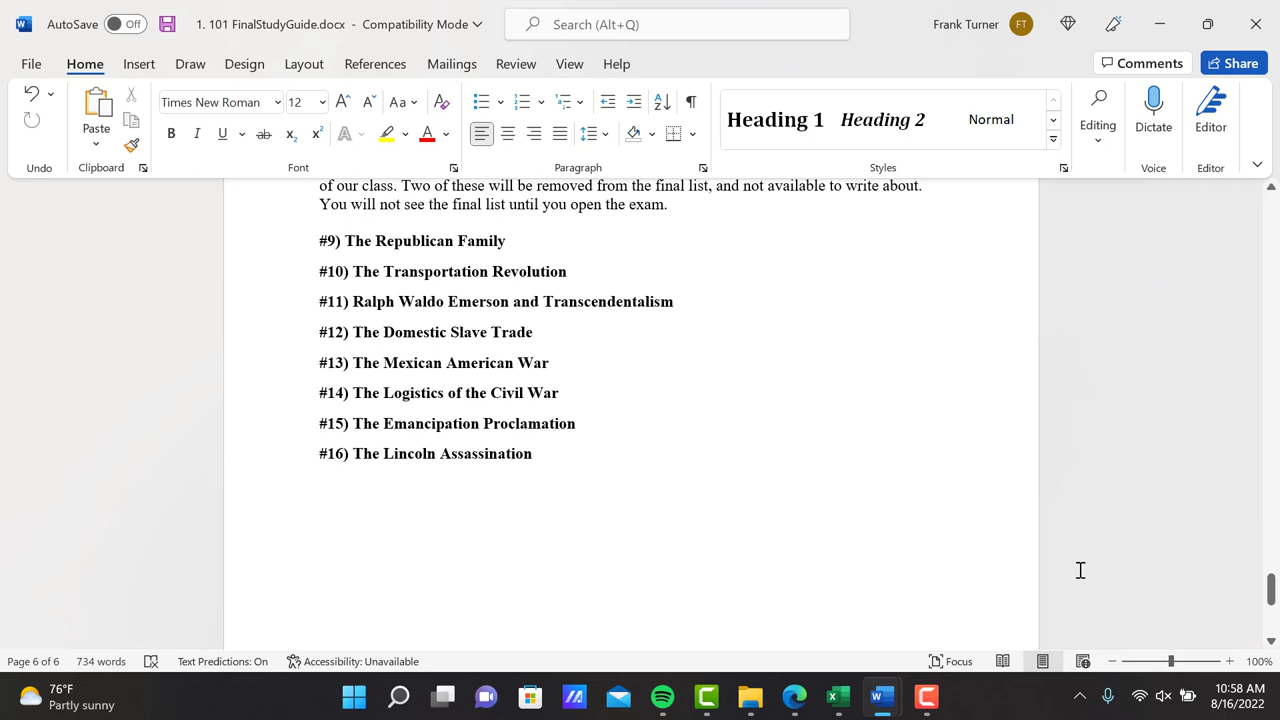 AutoSave Off 1. 101 FinalStudyGuide.docx - Compatibility Mode Search (Alt+Q) Frank Turner FT
File Home Insert Draw Design Layout References Mailings Review View Help Comments Share
Times New Roman 12 Aa A Heading 1 Heading 2 Normal
Paste B I U ab x₂ x² A A Editing Dictate Editor
Undo Clipboard Font Paragraph Styles Voice Editor
of our class. Two of these will be removed from the final list, and not available to write about.
You will not see the final list until you open the exam.
#9) The Republican Family
#10) The Transportation Revolution
#11) Ralph Waldo Emerson and Transcendentalism
#12) The Domestic Slave Trade
#13) The Mexican American War
#14) The Logistics of the Civil War
#15) The Emancipation Proclamation
#16) The Lincoln Assassination
Page 6 of 6 734 words Text Predictions: On Accessibility: Unavailable Focus 100%
76°F
Partly sunny
10:58 AM
8/16/2022